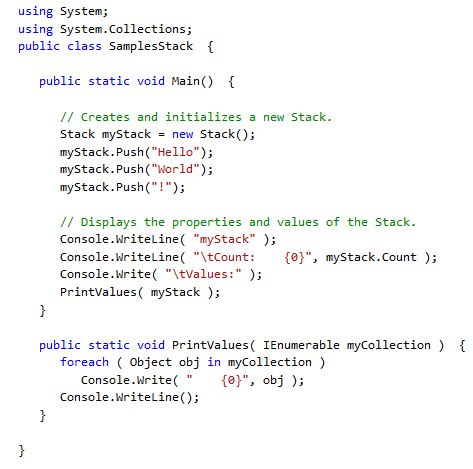 using System;
using System.Collections;
public class SamplesStack  {

   public static void Main()  {

      // Creates and initializes a new Stack.
      Stack myStack = new Stack();
      myStack.Push("Hello");
      myStack.Push("World");
      myStack.Push("!");

      // Displays the properties and values of the Stack.
      Console.WriteLine( "myStack" );
      Console.WriteLine( "\tCount:    {0}", myStack.Count );
      Console.Write( "\tValues:" );
      PrintValues( myStack );
   }

   public static void PrintValues( IEnumerable myCollection )  {
      foreach ( Object obj in myCollection )
         Console.Write( "    {0}", obj );
      Console.WriteLine();
   }

}